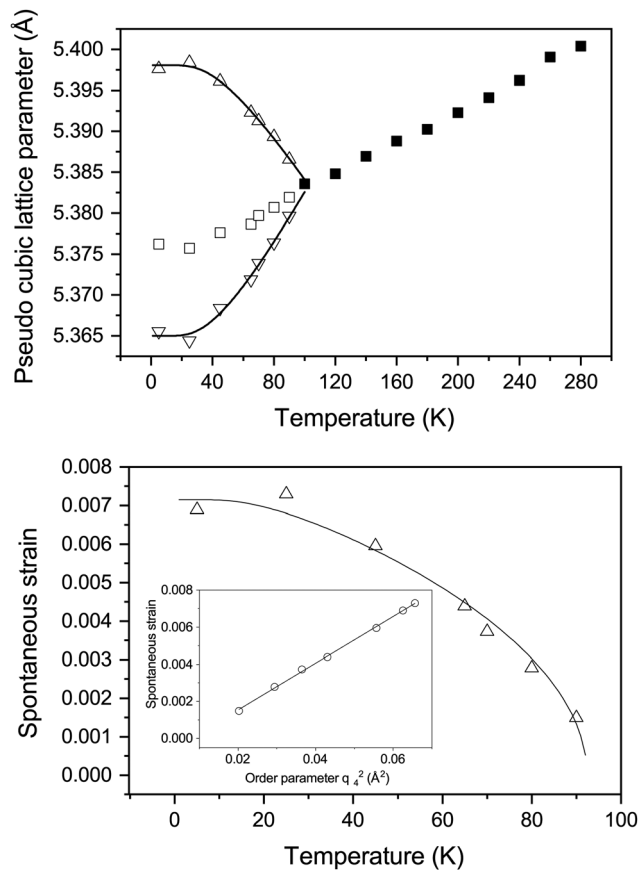 Pseudo cubic lattice parameter (Å)
5.400
5.395
5.390
5.385
5.380
5.375
5.370
5.365
0 40 80 120 160 200 240 280
Temperature (K)
Spontaneous strain
0.008
0.007
0.006
0.005
0.004
0.003
0.002
0.001
0.000
Spontaneous strain
0.008
0.006
0.004
0.002
0.000
0.02 0.04 0.06
Order parameter q₄² (Å²)
0 20 40 60 80 100
Temperature (K)